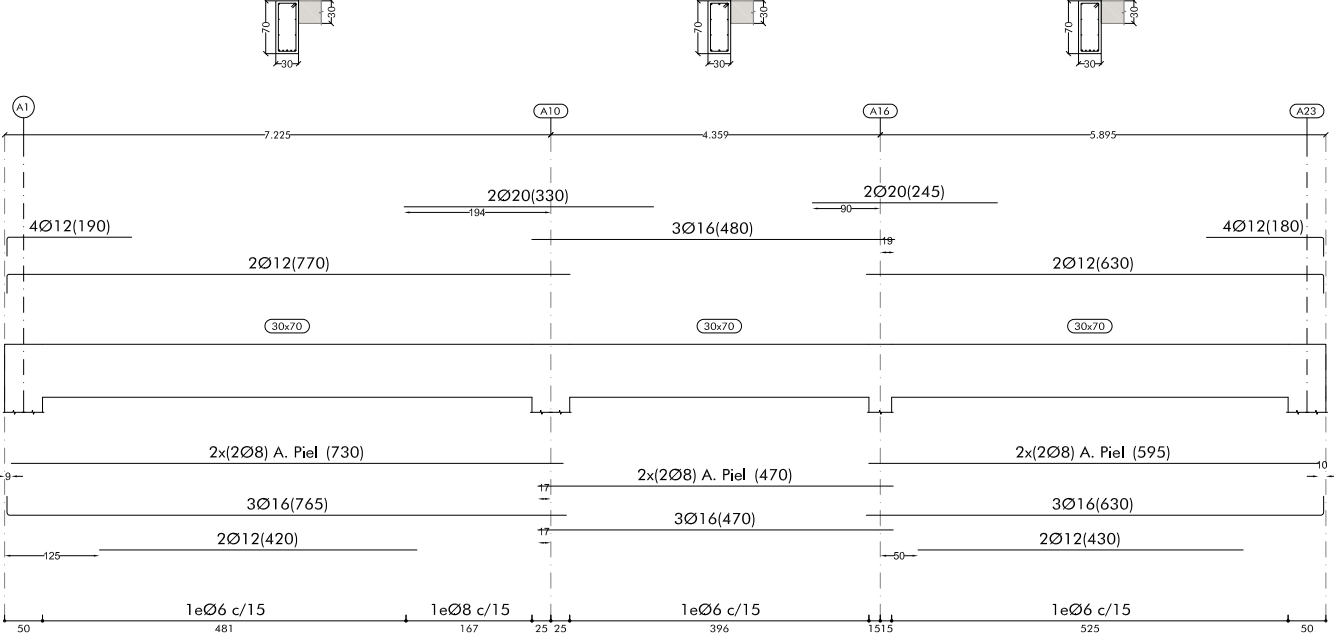 70 30 70 30 70 30
30 30 30
A1 A10 A16 A23
7.225 4.359 5.895
2Ø20(330) 2Ø20(245)
194 90
4Ø12(190) 3Ø16(480) 4Ø12(180)
19
2Ø12(770) 2Ø12(630)
30x70 30x70 30x70
2x(2Ø8) A. Piel (730) 2x(2Ø8) A. Piel (595)
9 2x(2Ø8) A. Piel (470) 10
17
3Ø16(765) 3Ø16(630)
3Ø16(470)
17
2Ø12(420) 2Ø12(430)
125 50
1eØ6 c/15 1eØ8 c/15 1eØ6 c/15 1eØ6 c/15
50 481 167 25 25 396 15 15 525 50